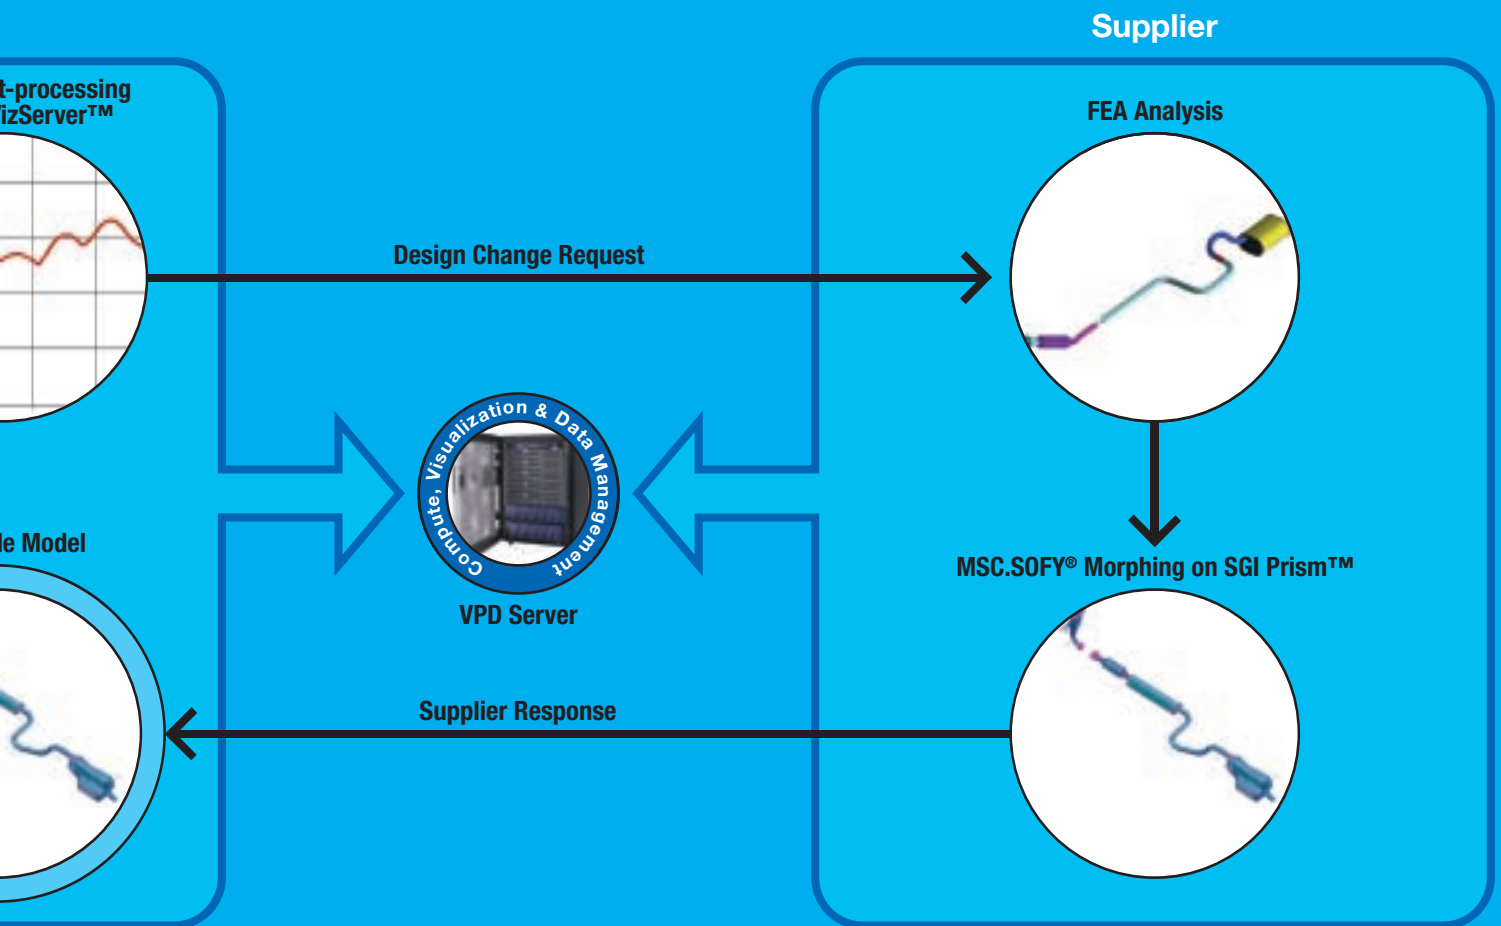 Supplier
t-processing
izServer™
FEA Analysis
Design Change Request
Compute, Visualization & Data Management
VPD Server
le Model
MSC.SOFY® Morphing on SGI Prism™
Supplier Response